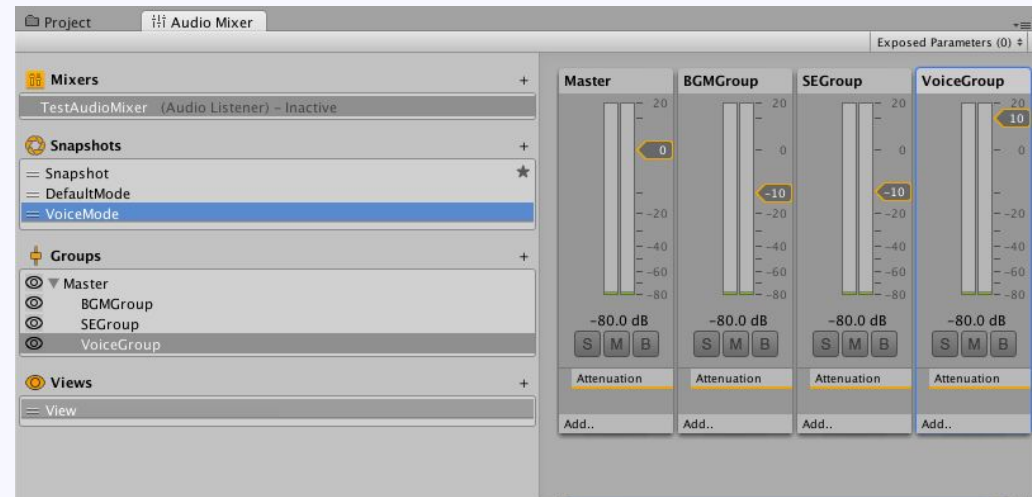 Project
Audio Mixer
Exposed Parameters (0)
Mixers
+
TestAudioMixer (Audio Listener) – Inactive
Snapshots
+
Snapshot
DefaultMode
VoiceMode
Groups
+
Master
BGMGroup
SEGroup
VoiceGroup
Views
+
View
Master
20
0
0
-20
-40
-60
-80
-80.0 dB
S M B
Attenuation
Add..
BGMGroup
20
0
-10
-20
-40
-60
-80
-80.0 dB
S M B
Attenuation
Add..
SEGroup
20
0
-10
-20
-40
-60
-80
-80.0 dB
S M B
Attenuation
Add..
VoiceGroup
20
10
0
-20
-40
-60
-80
-80.0 dB
S M B
Attenuation
Add..